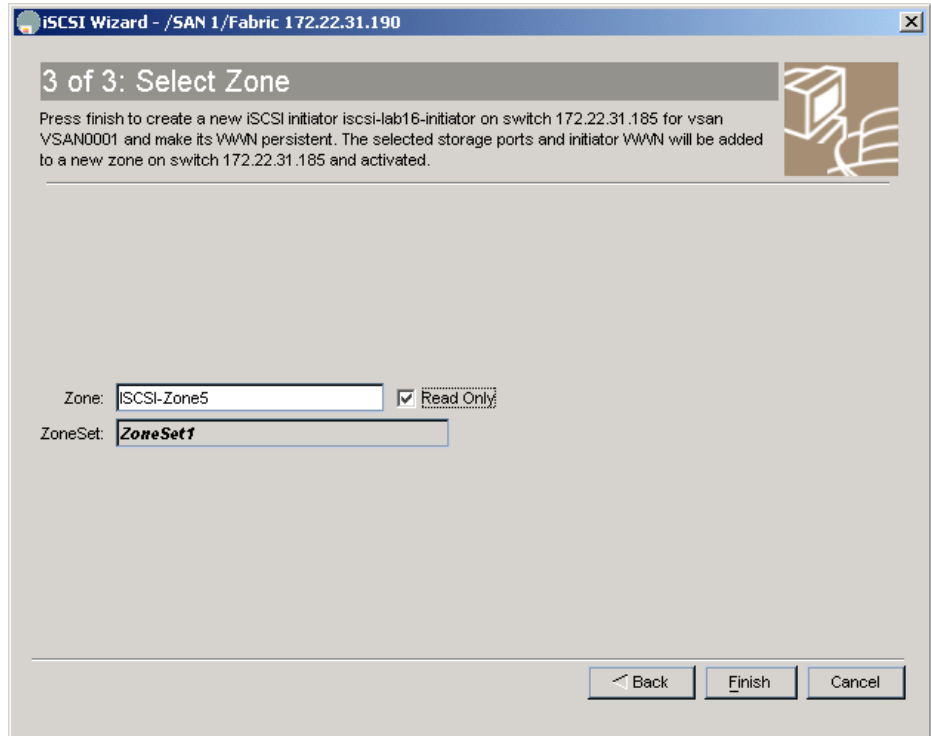 iSCSI Wizard - /SAN 1/Fabric 172.22.31.190
3 of 3: Select Zone
Press finish to create a new iSCSI initiator iscsi-lab16-initiator on switch 172.22.31.185 for vsan
VSAN0001 and make its WWN persistent. The selected storage ports and initiator WWN will be added
to a new zone on switch 172.22.31.185 and activated.
Zone: ISCSI-Zone5 Read Only
ZoneSet: ZoneSet1
Back Finish Cancel